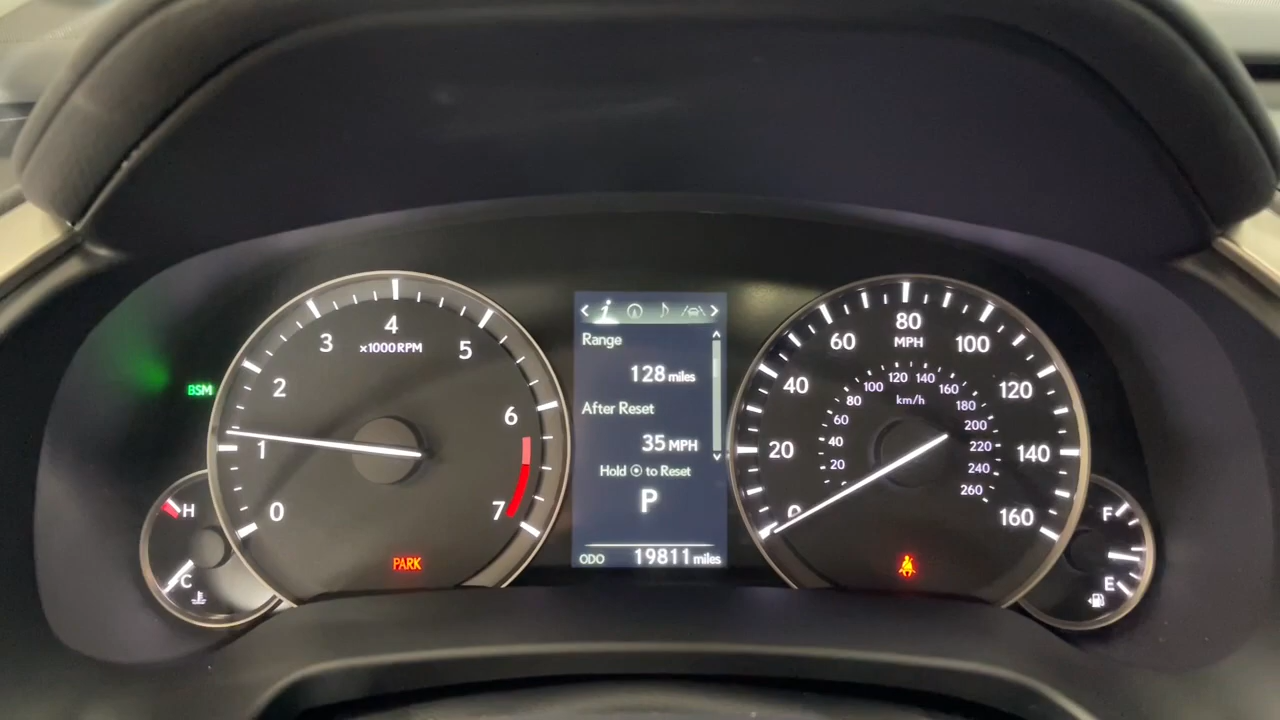 BSM
0
1
2
3
4
5
6
7
x1000RPM
PARK
H
C
Range
128 miles
After Reset
35 MPH
Hold to Reset
P
ODO 19811 miles
0
20
40
60
80
100
120
140
160
MPH
20
40
60
80
100
120
140
160
180
200
220
240
260
km/h
F
E